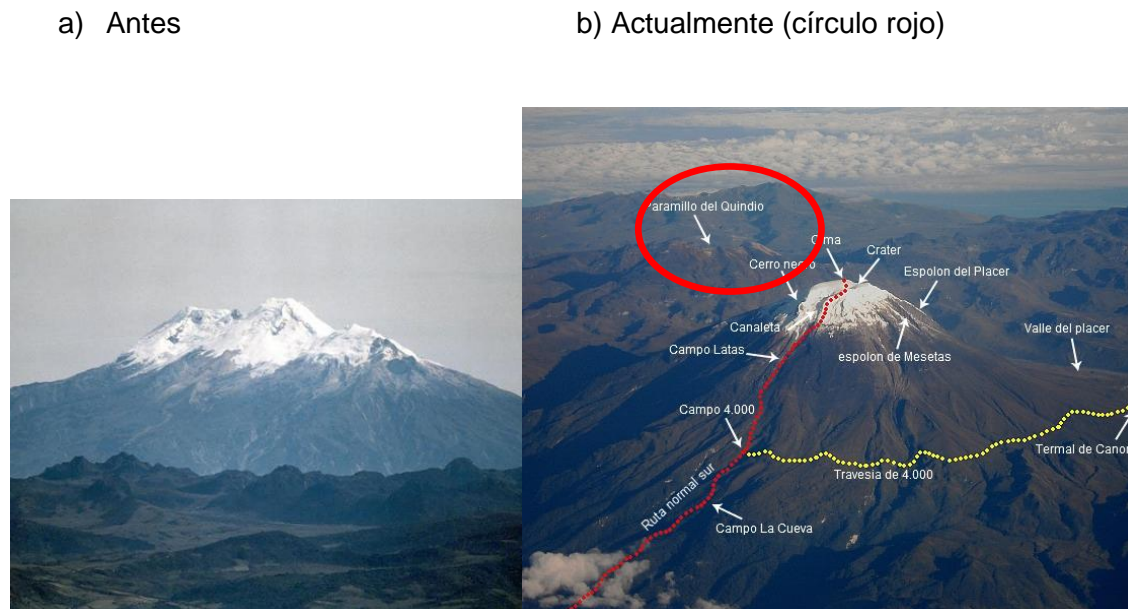 a) Antes
b) Actualmente (círculo rojo)
Paramillo del Quindio
Cima
Crater
Cerro negro
Espolon del Placer
Canaleta
Valle del placer
Campo Latas
espolon de Mesetas
Campo 4.000
Termal de Canon
Travesia de 4.000
Ruta normal sur
Campo La Cueva